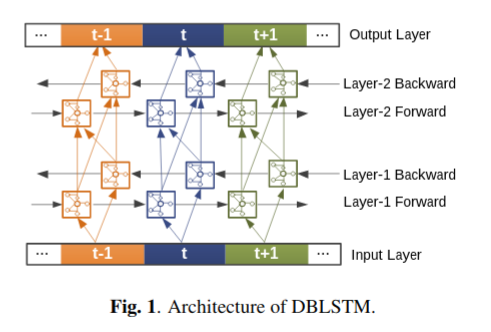 ... t-1 t t+1 ... Output Layer
Layer-2 Backward
Layer-2 Forward
Layer-1 Backward
Layer-1 Forward
... t-1 t t+1 ... Input Layer
Fig. 1. Architecture of DBLSTM.